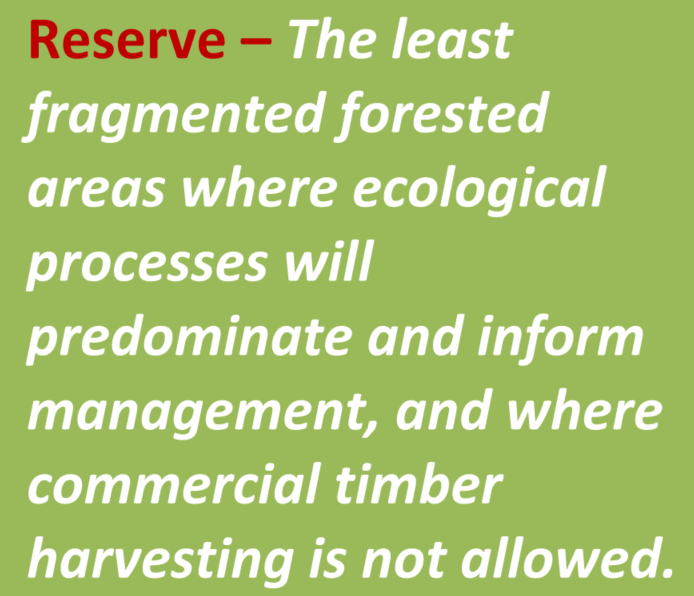 Reserve – The least
fragmented forested
areas where ecological
processes will
predominate and inform
management, and where
commercial timber
harvesting is not allowed.